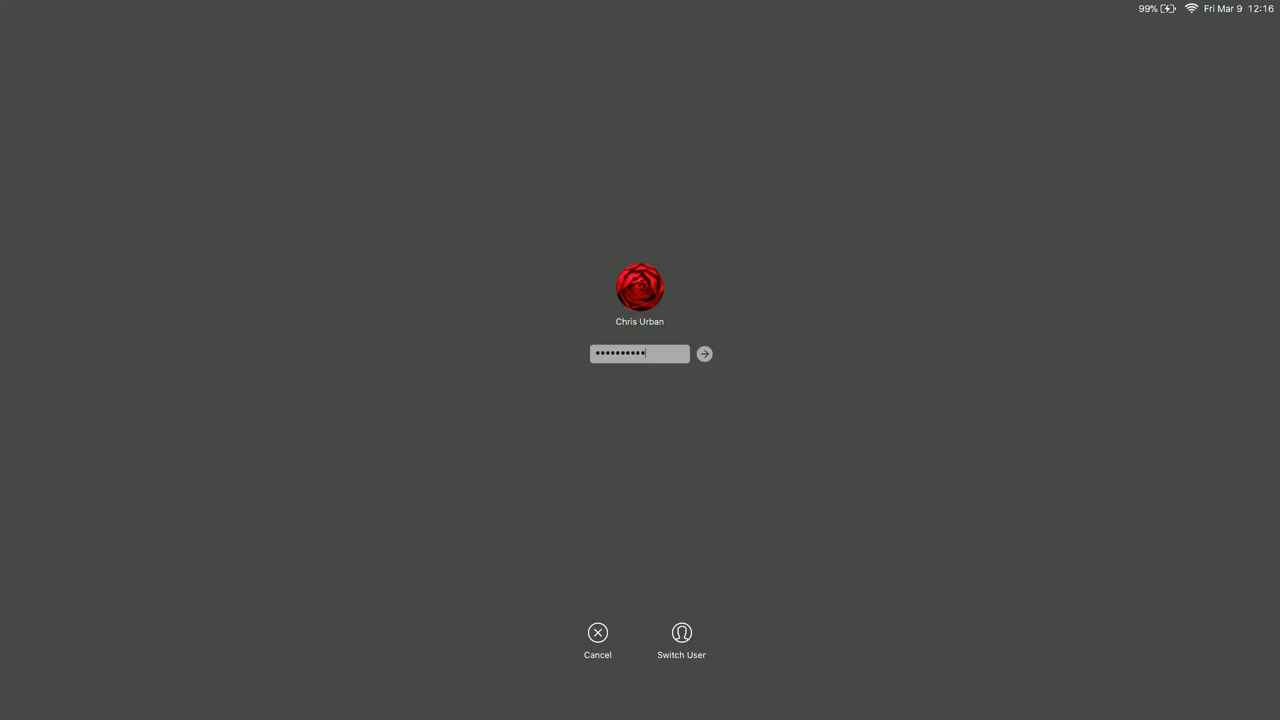 99% Fri Mar 9 12:16
Chris Urban
••••••••••
Cancel
Switch User